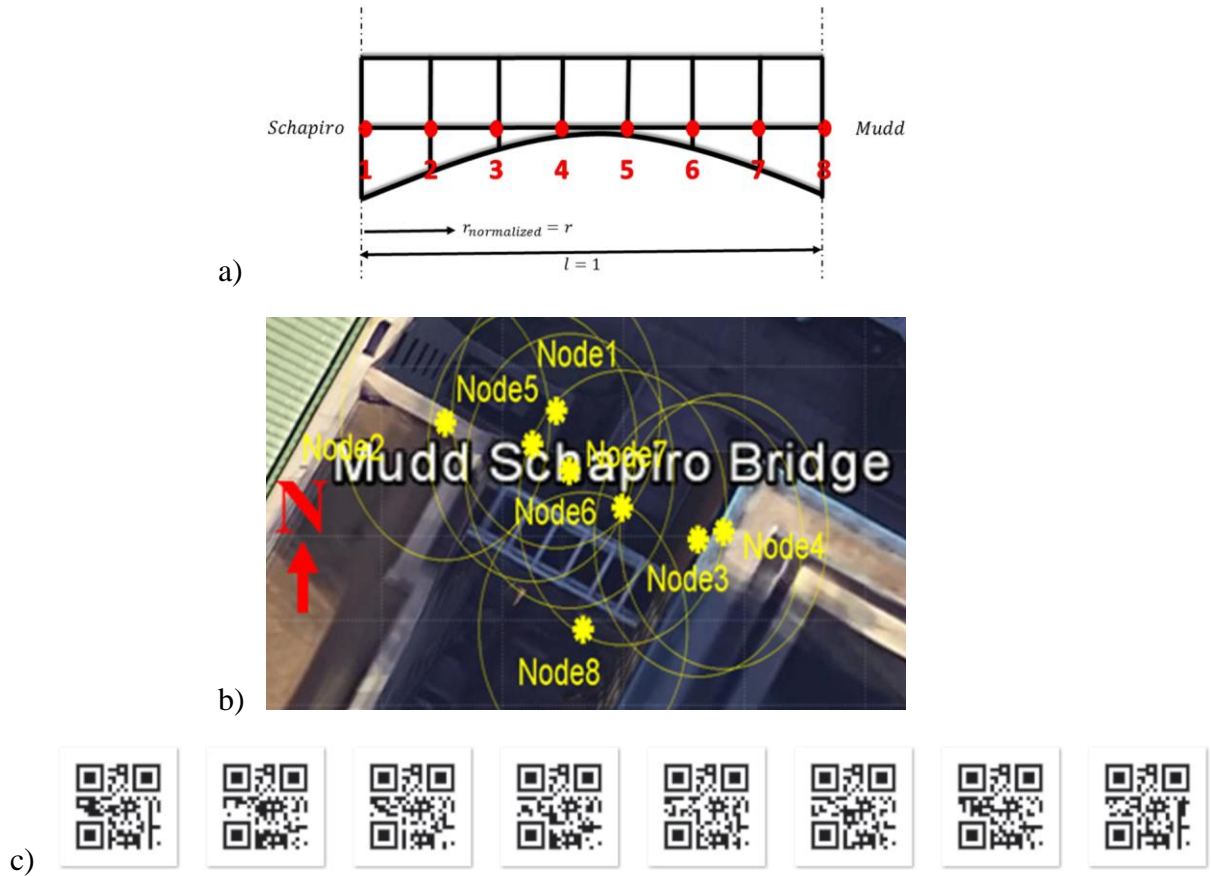 Schapiro
Mudd
1 2 3 4 5 6 7 8
r_normalized = r
l = 1
a)
Node1
Node5
Node2
Node7
Mudd Schapiro Bridge
N
Node6
Node4
Node3
Node8
b)
c)